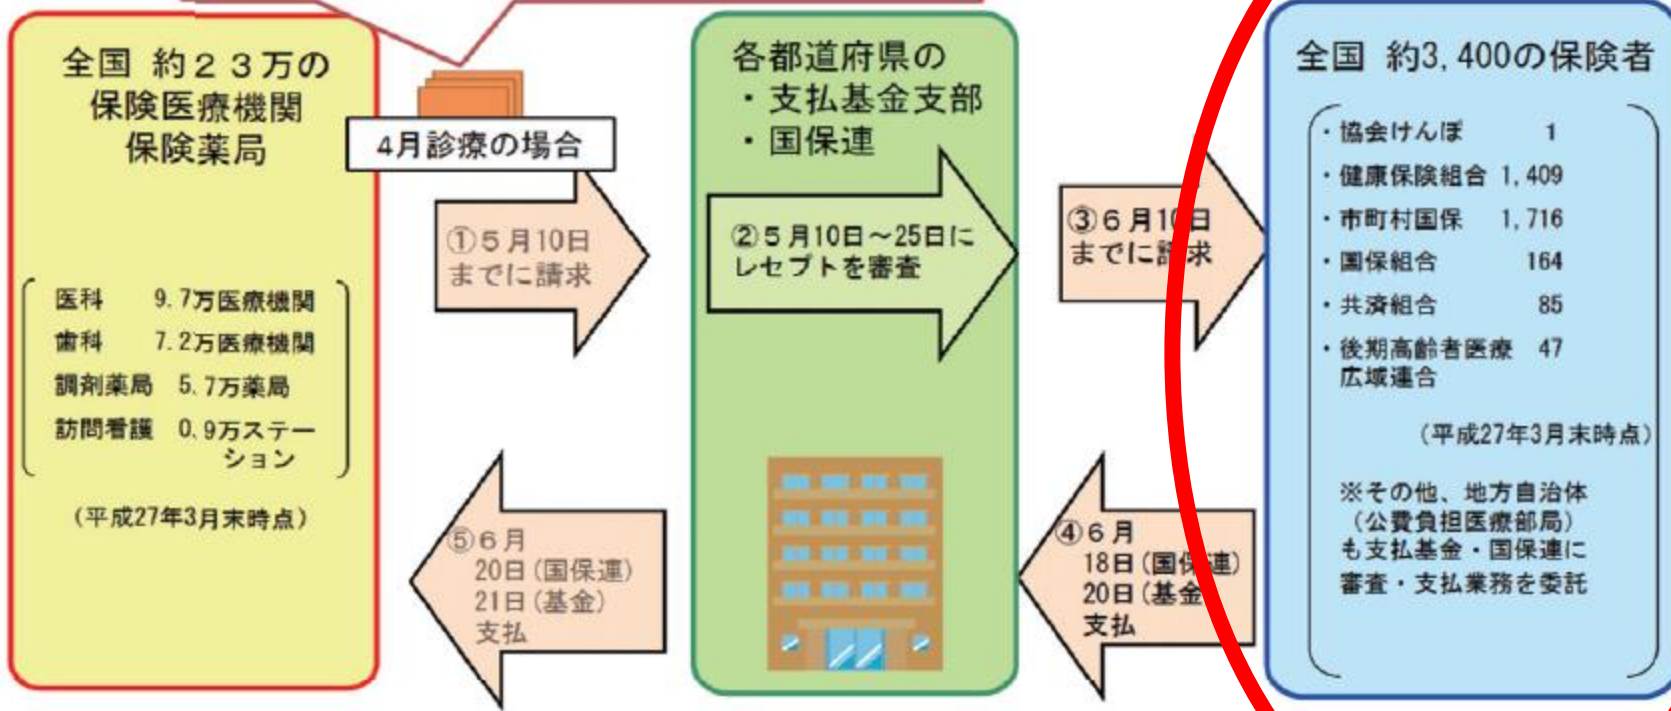 全国 約２３万の
保険医療機関
保険薬局
医科 9.7万医療機関
歯科 7.2万医療機関
調剤薬局 5.7万薬局
訪問看護 0.9万ステー
ション
(平成27年3月末時点)
4月診療の場合
①５月10日
までに請求
各都道府県の
・支払基金支部
・国保連
②５月10日～25日に
レセプトを審査
③６月10日
までに請求
全国 約3,400の保険者
・協会けんぽ 1
・健康保険組合 1,409
・市町村国保 1,716
・国保組合 164
・共済組合 85
・後期高齢者医療 47
広域連合
(平成27年3月末時点)
※その他、地方自治体
（公費負担医療部局）
も支払基金・国保連に
審査・支払業務を委託
④６月
18日(国保連)
20日(基金)
支払
⑤６月
20日(国保連)
21日(基金)
支払